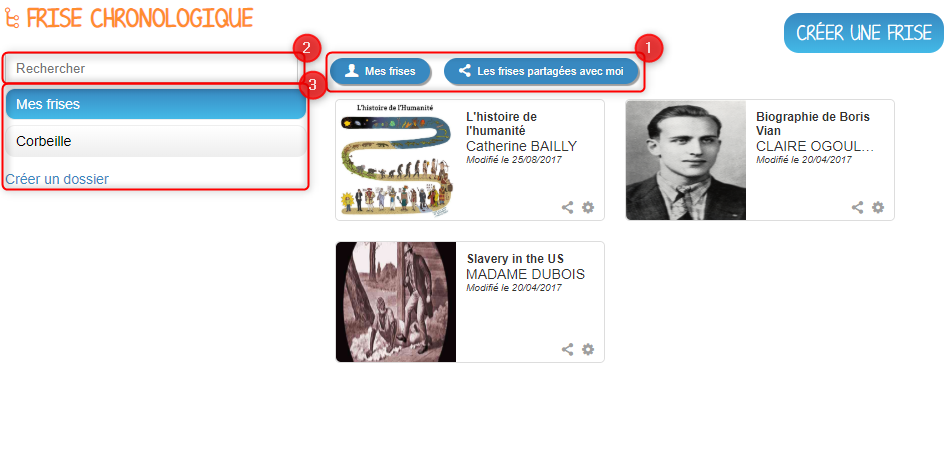 FRISE CHRONOLOGIQUE
CRÉER UNE FRISE
2
1
Rechercher
Mes frises
Les frises partagées avec moi
3
Mes frises
Corbeille
Créer un dossier
L'histoire de l'Humanité
L'histoire de
l'humanité
Catherine BAILLY
Modifié le 25/08/2017
Biographie de Boris
Vian
CLAIRE OGOUL...
Modifié le 20/04/2017
Slavery in the US
MADAME DUBOIS
Modifié le 20/04/2017